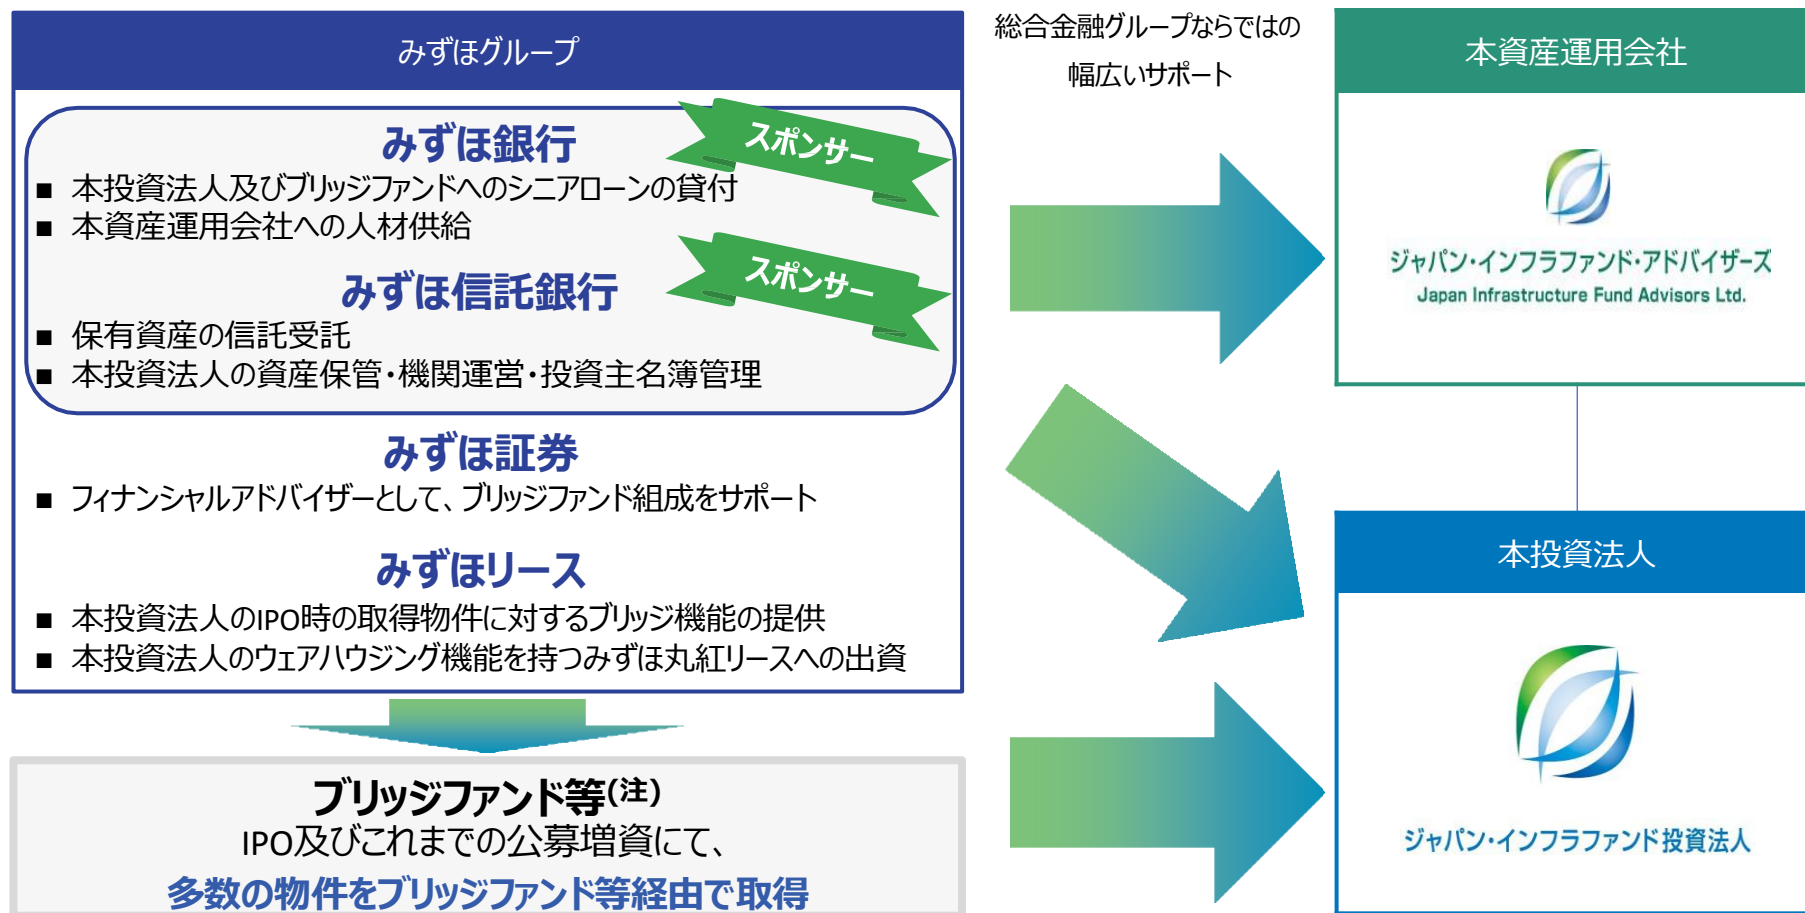 みずほグループ
みずほ銀行
スポンサー
■ 本投資法人及びブリッジファンドへのシニアローンの貸付
■ 本資産運用会社への人材供給
みずほ信託銀行
スポンサー
■ 保有資産の信託受託
■ 本投資法人の資産保管・機関運営・投資主名簿管理
みずほ証券
■ フィナンシャルアドバイザーとして、ブリッジファンド組成をサポート
みずほリース
■ 本投資法人のIPO時の取得物件に対するブリッジ機能の提供
■ 本投資法人のウェアハウジング機能を持つみずほ丸紅リースへの出資
ブリッジファンド等(注)
IPO及びこれまでの公募増資にて、
多数の物件をブリッジファンド等経由で取得
総合金融グループならではの
幅広いサポート
本資産運用会社
ジャパン・インフラファンド・アドバイザーズ
Japan Infrastructure Fund Advisors Ltd.
本投資法人
ジャパン・インフラファンド投資法人